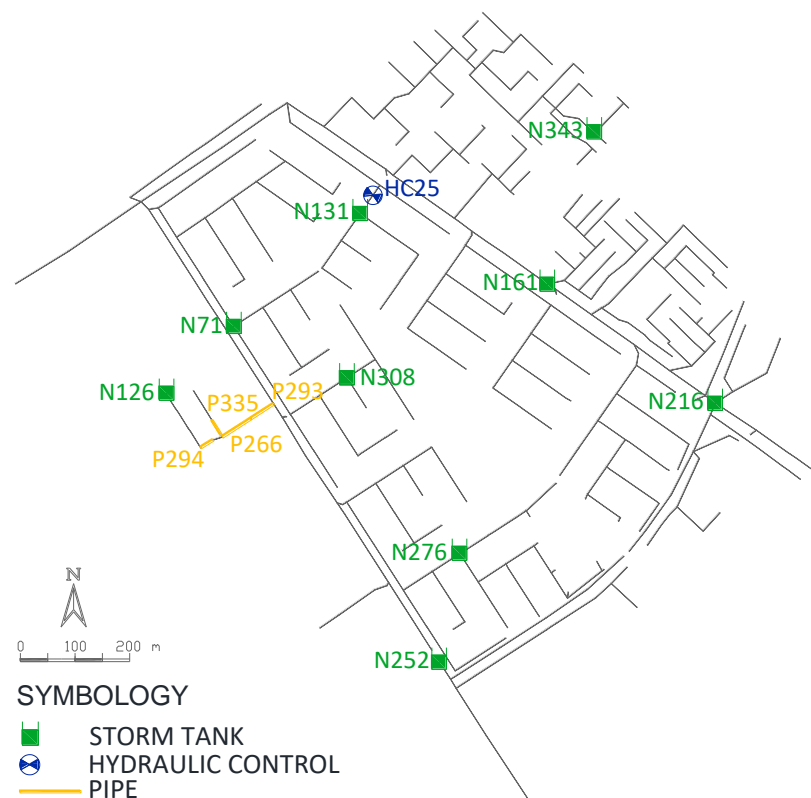 N343
HC25
N131
N161
N71
N308
N126
P293
P335
N216
P266
P294
N276
N
0 100 200 m
N252
SYMBOLOGY
STORM TANK
HYDRAULIC CONTROL
PIPE